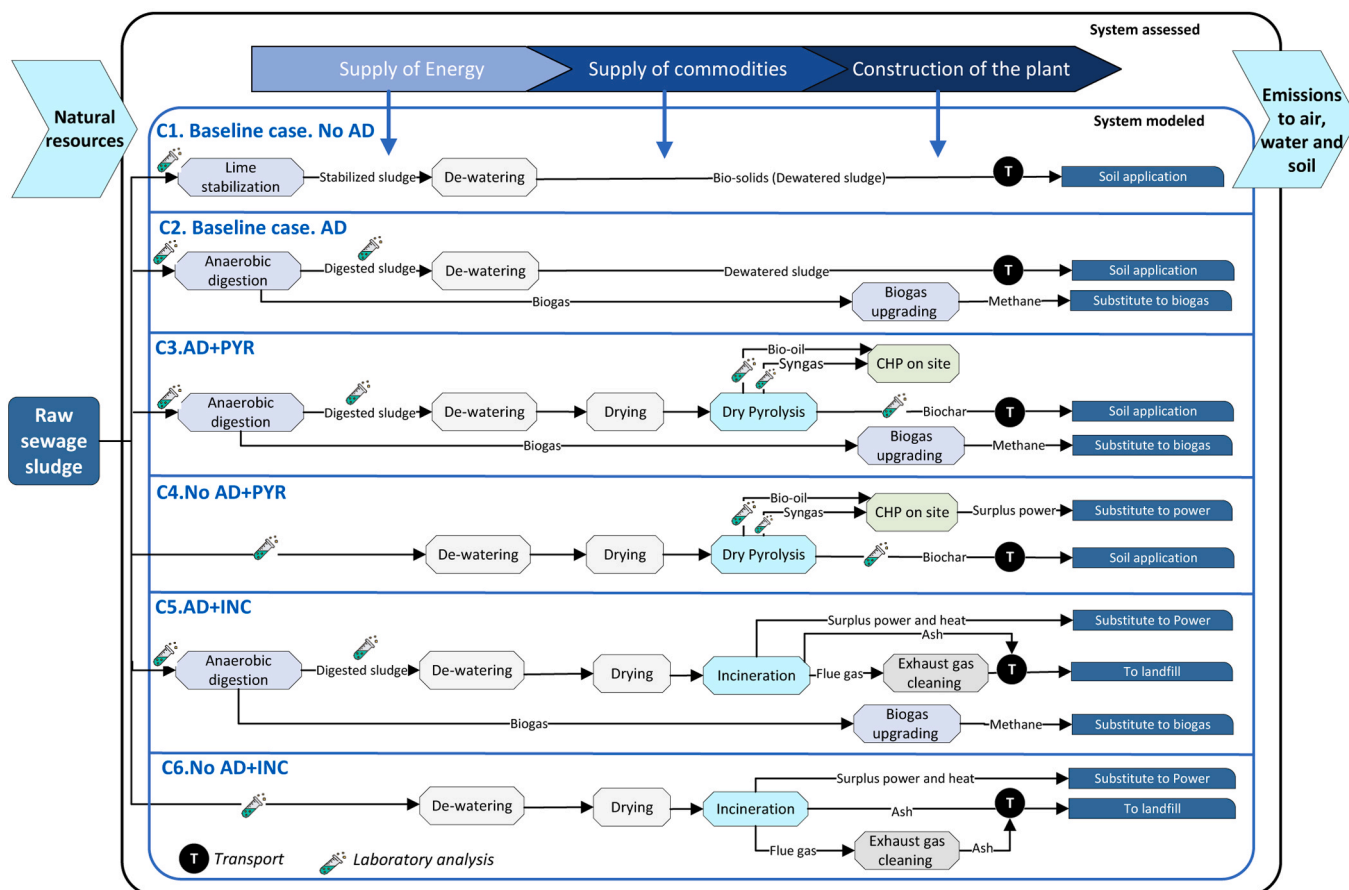 System assessed
Supply of Energy
Supply of commodities
Construction of the plant
Natural
resources
Emissions
to air,
water and
soil
System modeled
C1. Baseline case. No AD
Lime
stabilization
Stabilized sludge
De-watering
Bio-solids (Dewatered sludge)
T
Soil application
C2. Baseline case. AD
Anaerobic
digestion
Digested sludge
De-watering
Dewatered sludge
T
Soil application
Biogas
Biogas
upgrading
Methane
Substitute to biogas
C3.AD+PYR
Bio-oil
Syngas
CHP on site
Anaerobic
digestion
Digested sludge
De-watering
Drying
Dry Pyrolysis
Biochar
T
Soil application
Biogas
Biogas
upgrading
Methane
Substitute to biogas
Raw
sewage
sludge
C4.No AD+PYR
Bio-oil
Syngas
CHP on site
Surplus power
Substitute to power
De-watering
Drying
Dry Pyrolysis
Biochar
T
Soil application
C5.AD+INC
Surplus power and heat
Substitute to Power
Ash
Anaerobic
digestion
Digested sludge
De-watering
Drying
Incineration
Flue gas
Exhaust gas
cleaning
T
To landfill
Biogas
Biogas
upgrading
Methane
Substitute to biogas
C6.No AD+INC
Surplus power and heat
Substitute to Power
De-watering
Drying
Incineration
Ash
T
To landfill
Flue gas
Exhaust gas
cleaning
Ash
T Transport
Laboratory analysis